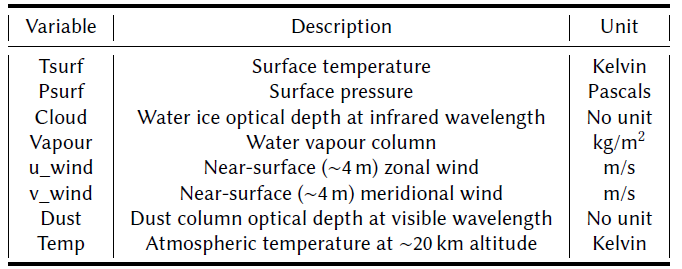 Variable Description Unit
Tsurf Surface temperature Kelvin
Psurf Surface pressure Pascals
Cloud Water ice optical depth at infrared wavelength No unit
Vapour Water vapour column kg/m²
u_wind Near-surface (~4 m) zonal wind m/s
v_wind Near-surface (~4 m) meridional wind m/s
Dust Dust column optical depth at visible wavelength No unit
Temp Atmospheric temperature at ~20 km altitude Kelvin